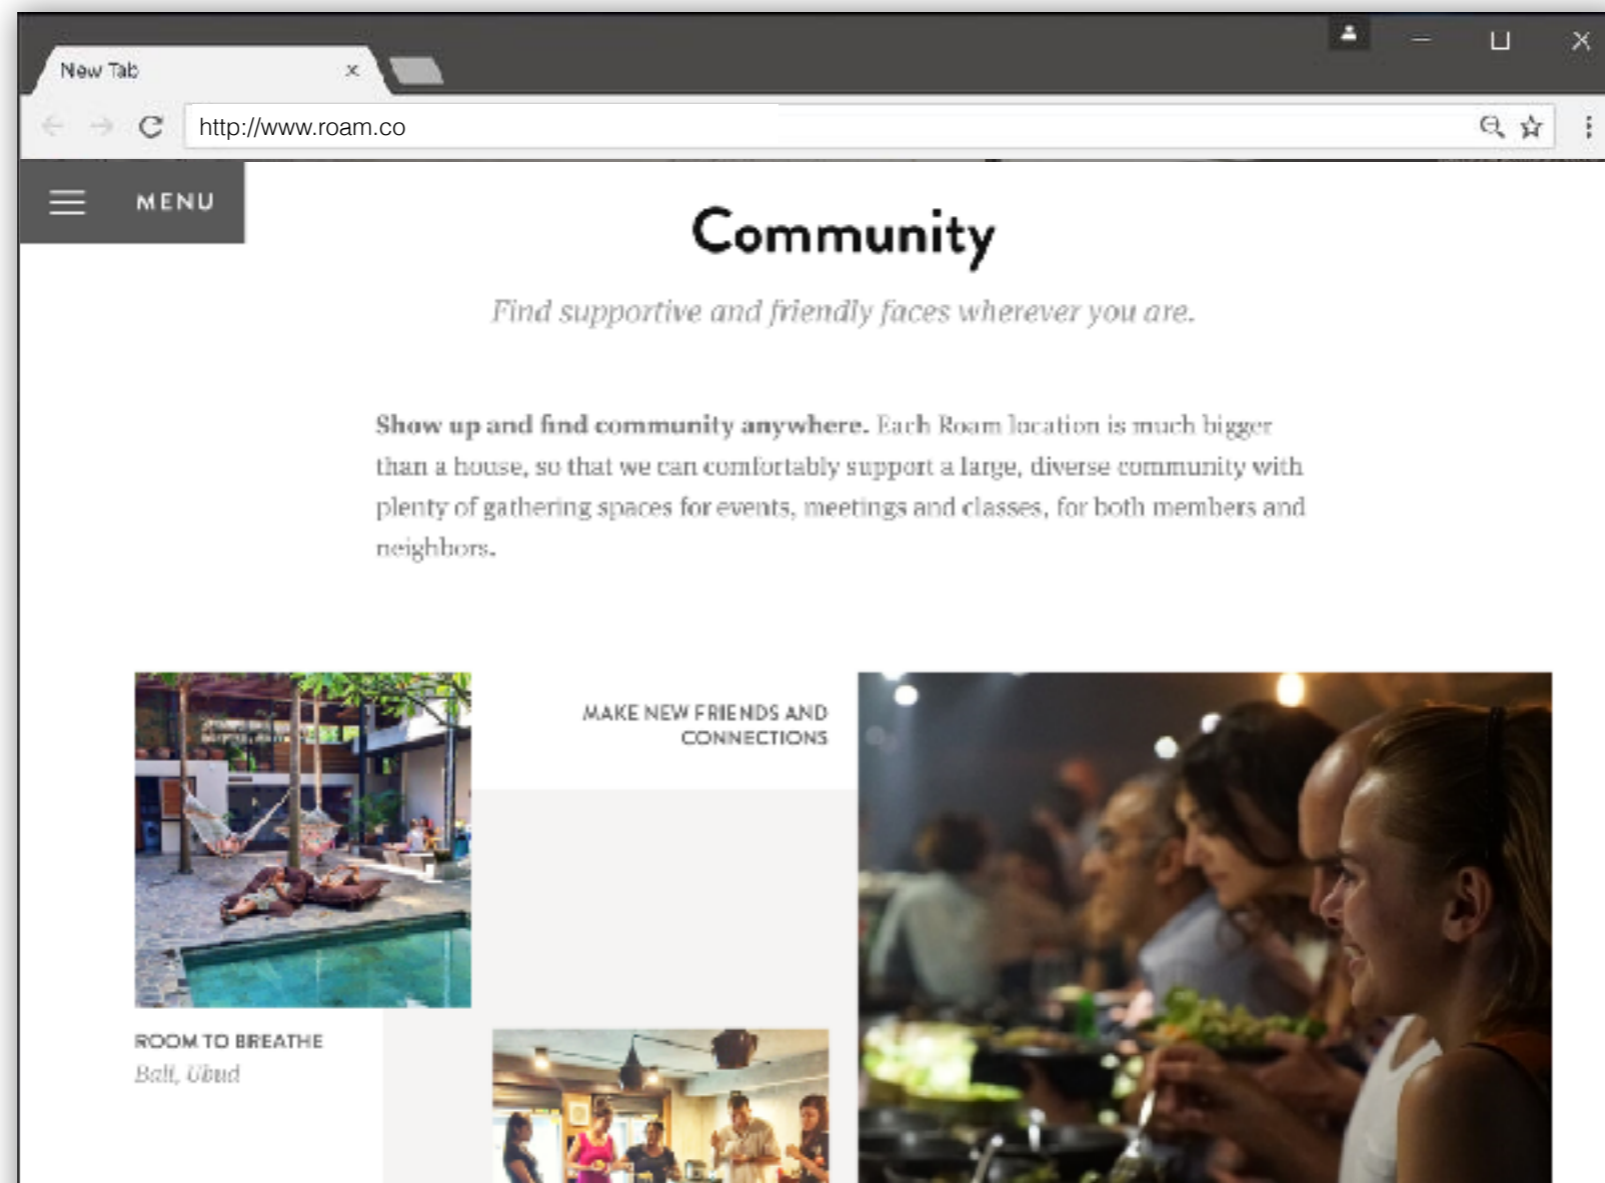 New Tab
http://www.roam.co
MENU
Community
Find supportive and friendly faces wherever you are.
Show up and find community anywhere. Each Roam location is much bigger
than a house, so that we can comfortably support a large, diverse community with
plenty of gathering spaces for events, meetings and classes, for both members and
neighbors.
MAKE NEW FRIENDS AND
CONNECTIONS
ROOM TO BREATHE
Bali, Ubud